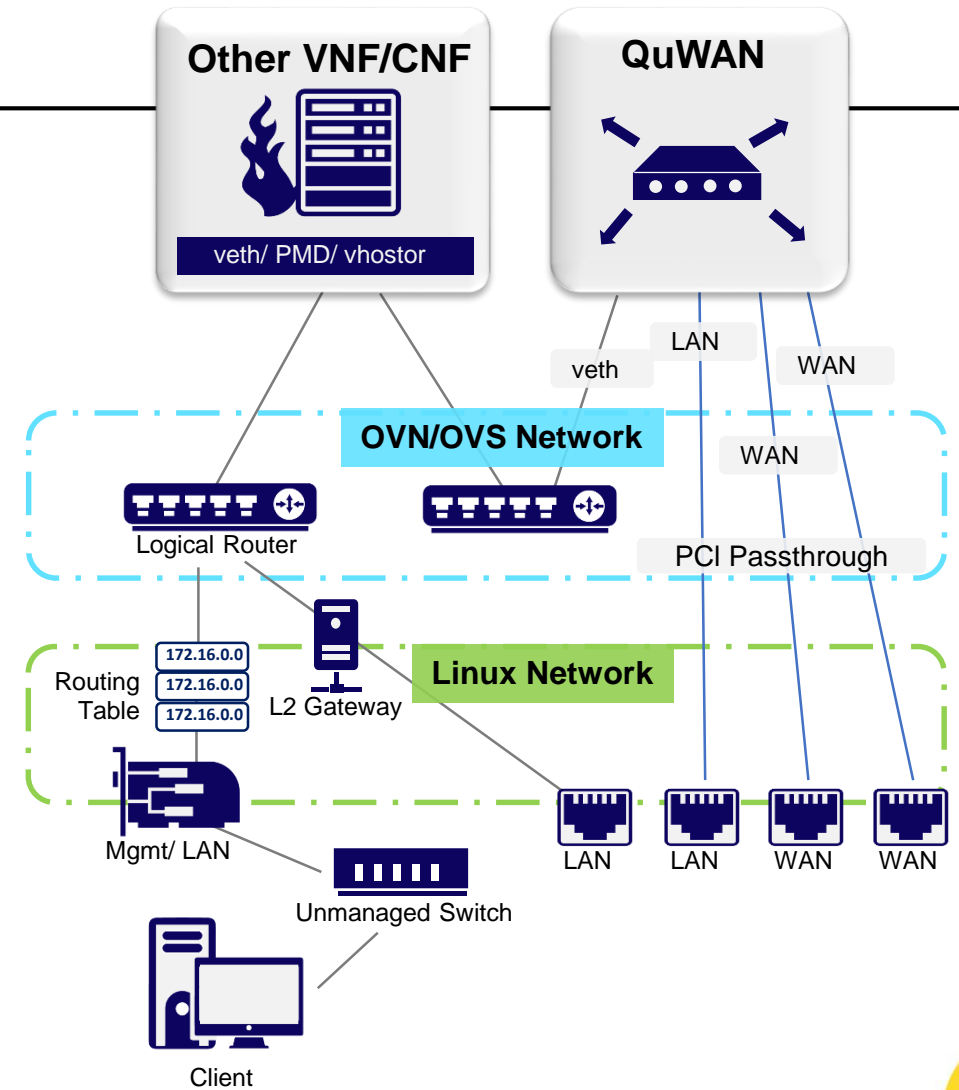 Other VNF/CNF
QuWAN
veth/ PMD/ vhostor
LAN
veth
WAN
OVN/OVS Network
WAN
Logical Router
PCI Passthrough
172.16.0.0
Linux Network
Routing
172.16.0.0
Table
L2 Gateway
172.16.0.0
Mgmt/ LAN
LAN
LAN
WAN
WAN
Unmanaged Switch
Client